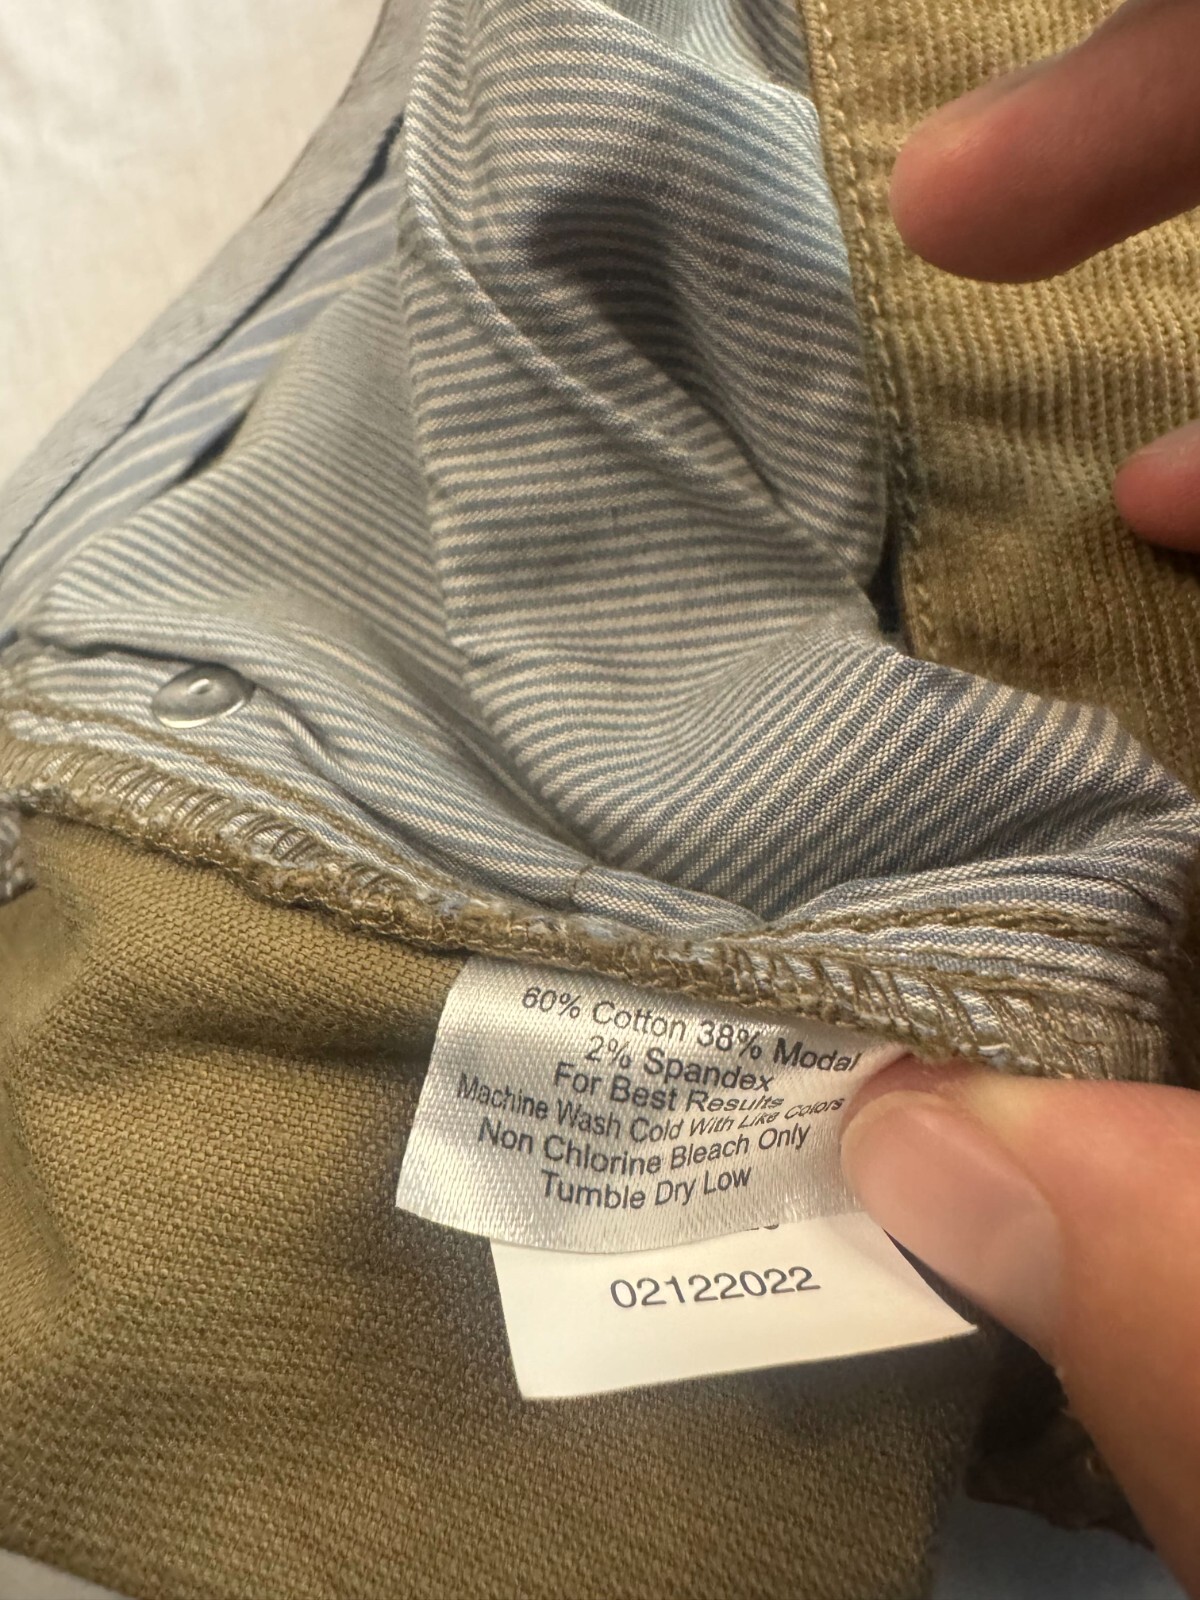 60% Cotton 38% Modal
2% Spandex
For Best Results
Machine Wash Cold With Like Colors
Non Chlorine Bleach Only
Tumble Dry Low
02122022